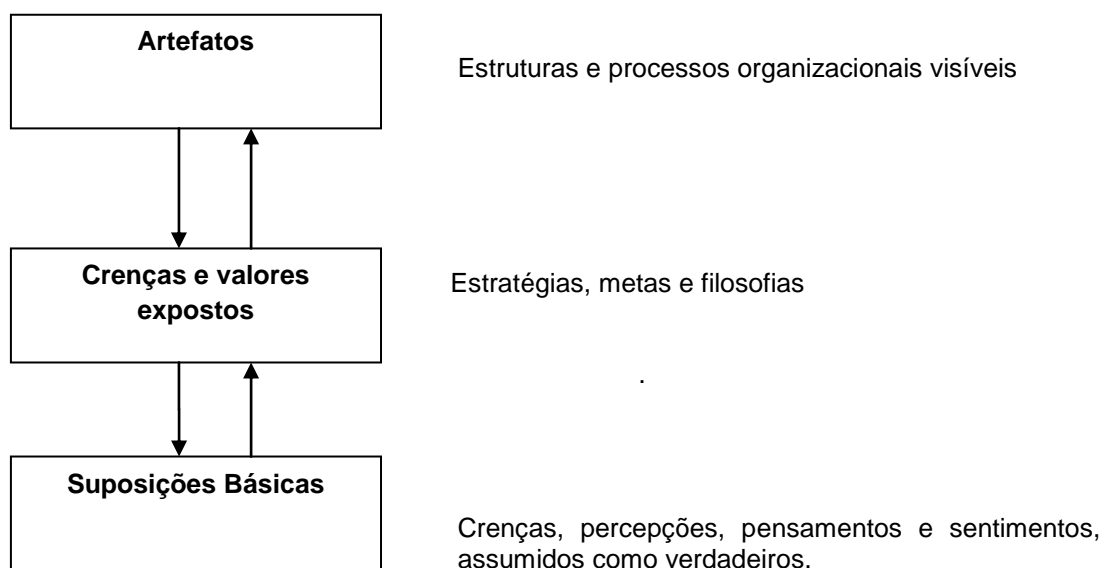 Artefatos
Estruturas e processos organizacionais visíveis
Crenças e valores
expostos
Estratégias, metas e filosofias
.
Suposições Básicas
Crenças, percepções, pensamentos e sentimentos,
assumidos como verdadeiros.